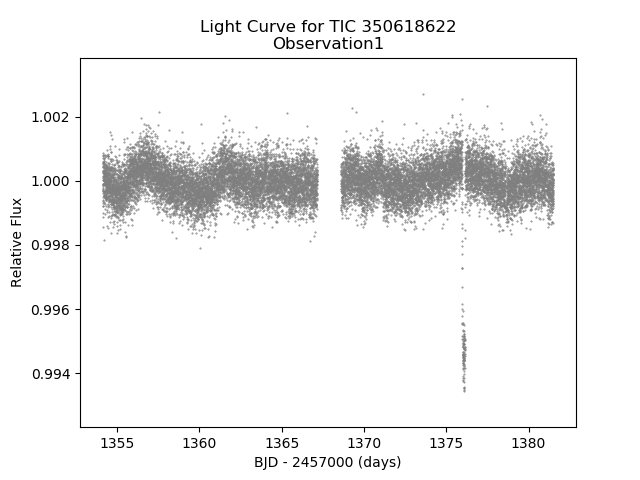 Light Curve for TIC 350618622
Observation1
1.002
1.000
0.998
0.996
0.994
Relative Flux
1355 1360 1365 1370 1375 1380
BJD - 2457000 (days)